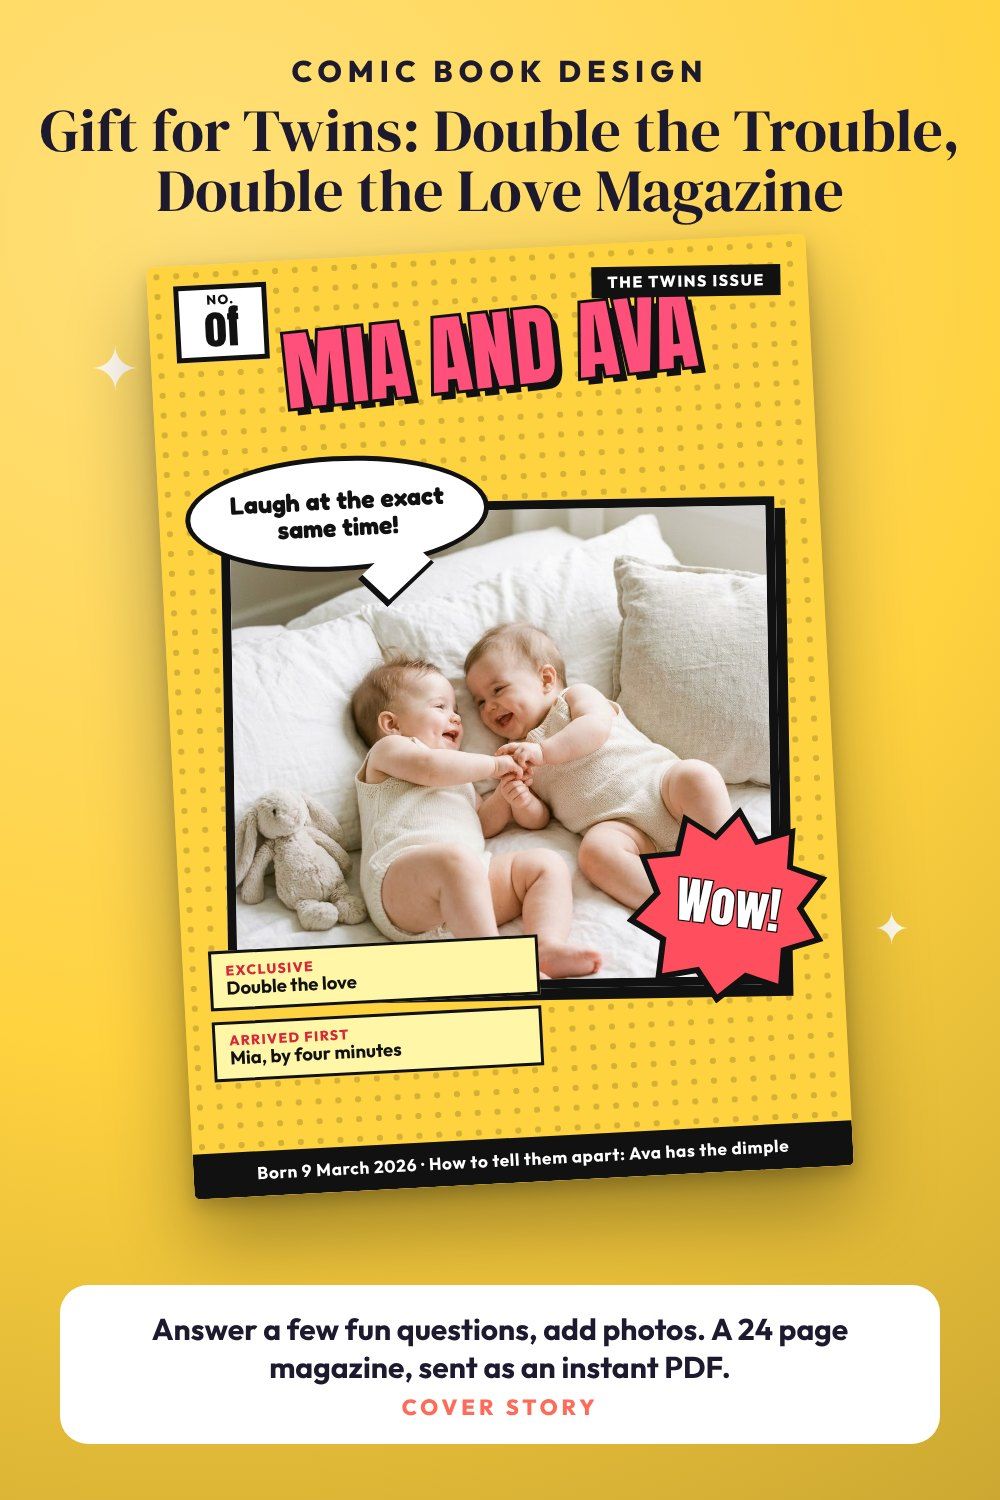 COMIC BOOK DESIGN
Gift for Twins: Double the Trouble,
Double the Love Magazine
THE TWINS ISSUE
NO.
of
MIA AND AVA
Laugh at the exact
same time!
Wow!
EXCLUSIVE
Double the love
ARRIVED FIRST
Mia, by four minutes
Born 9 March 2026 · How to tell them apart: Ava has the dimple
Answer a few fun questions, add photos. A 24 page
magazine, sent as an instant PDF.
COVER STORY